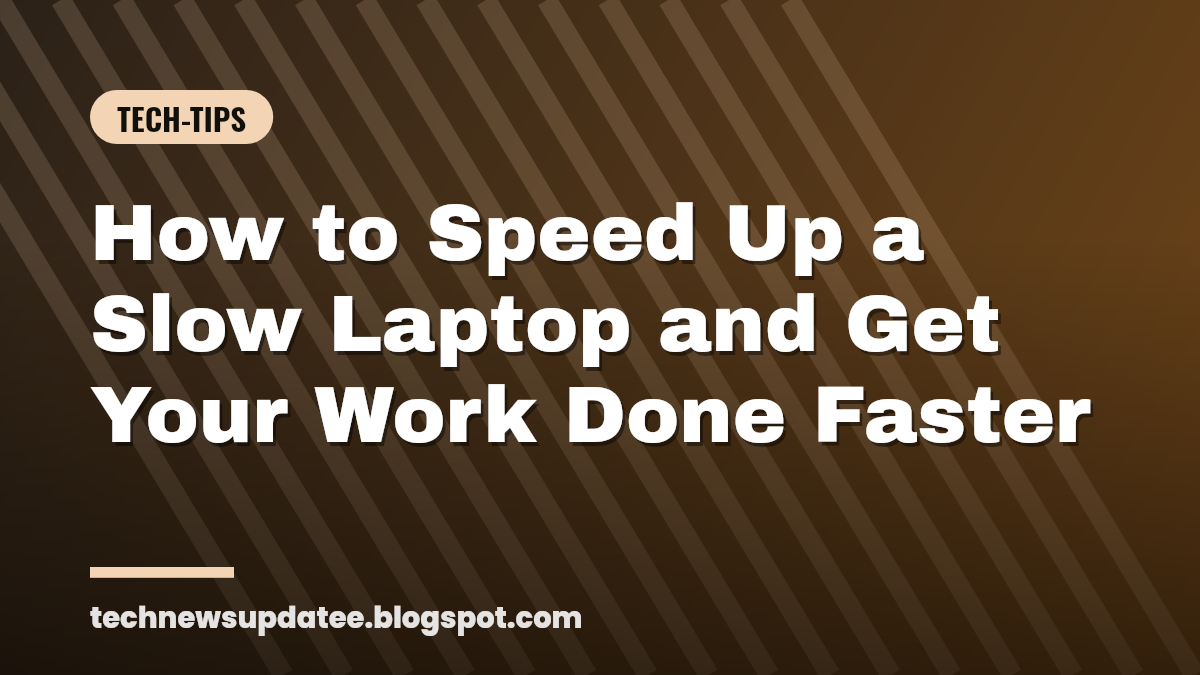 TECH-TIPS
How to Speed Up a
Slow Laptop and Get
Your Work Done Faster
technewsupdatee.blogspot.com